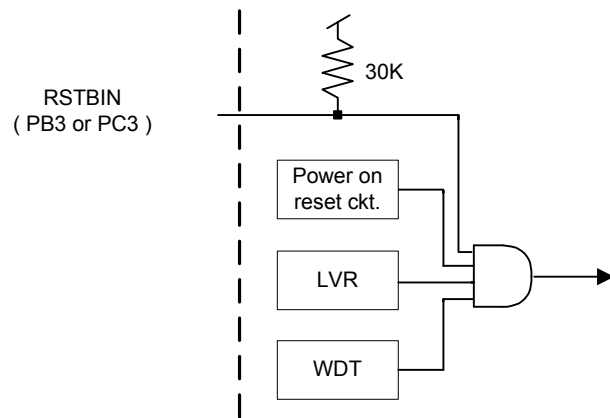 30K
RSTBIN
( PB3 or PC3 )
Power on
reset ckt.
LVR
WDT